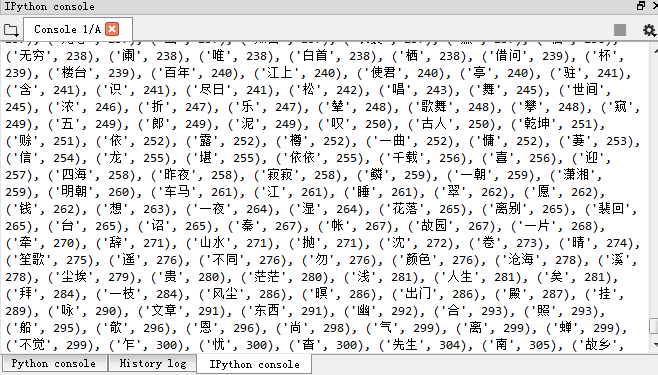 IPython console
Console 1/A
('无穷', 238), ('阑', 238), ('唯', 238), ('白首', 238), ('栖', 238), ('借问', 239), ('杯',
239), ('楼台', 239), ('百年', 240), ('江上', 240), ('使君', 240), ('亭', 240), ('驻', 241),
('含', 241), ('识', 241), ('尽日', 241), ('松', 242), ('唱', 243), ('舞', 245), ('世间',
245), ('浓', 246), ('折', 247), ('乐', 247), ('辇', 248), ('歌舞', 248), ('攀', 248), ('窥',
249), ('五', 249), ('郎', 249), ('泥', 249), ('叹', 250), ('古人', 250), ('乾坤', 251),
('赊', 251), ('依', 252), ('露', 252), ('樽', 252), ('一曲', 252), ('慵', 252), ('萋', 253),
('信', 254), ('龙', 255), ('堪', 255), ('依依', 255), ('千载', 256), ('喜', 256), ('迎',
257), ('四海', 258), ('昨夜', 258), ('寂寂', 258), ('鳞', 259), ('一朝', 259), ('潇湘',
259), ('明朝', 260), ('车马', 261), ('江', 261), ('睡', 261), ('翠', 262), ('愿', 262),
('钱', 262), ('想', 263), ('一夜', 264), ('湿', 264), ('花落', 265), ('离别', 265), ('裴回',
265), ('台', 265), ('诏', 265), ('秦', 267), ('帐', 267), ('故园', 267), ('一片', 268),
('牵', 270), ('辞', 271), ('山水', 271), ('抛', 271), ('沈', 272), ('卷', 273), ('晴', 274),
('笙歌', 275), ('遥', 276), ('不同', 276), ('勿', 276), ('颜色', 276), ('沧海', 278), ('溪',
278), ('尘埃', 279), ('贵', 280), ('茫茫', 280), ('浅', 281), ('人生', 281), ('矣', 281),
('拜', 284), ('一枝', 284), ('风尘', 286), ('暝', 286), ('出门', 286), ('殿', 287), ('挂',
289), ('咏', 290), ('文章', 291), ('东西', 291), ('幽', 292), ('合', 293), ('照', 293),
('船', 295), ('欹', 296), ('恩', 296), ('尚', 298), ('气', 299), ('离', 299), ('蝉', 299),
('不觉', 299), ('乍', 300), ('忧', 300), ('杳', 300), ('先生', 304), ('南', 305), ('故乡',
Python console
History log
IPython console